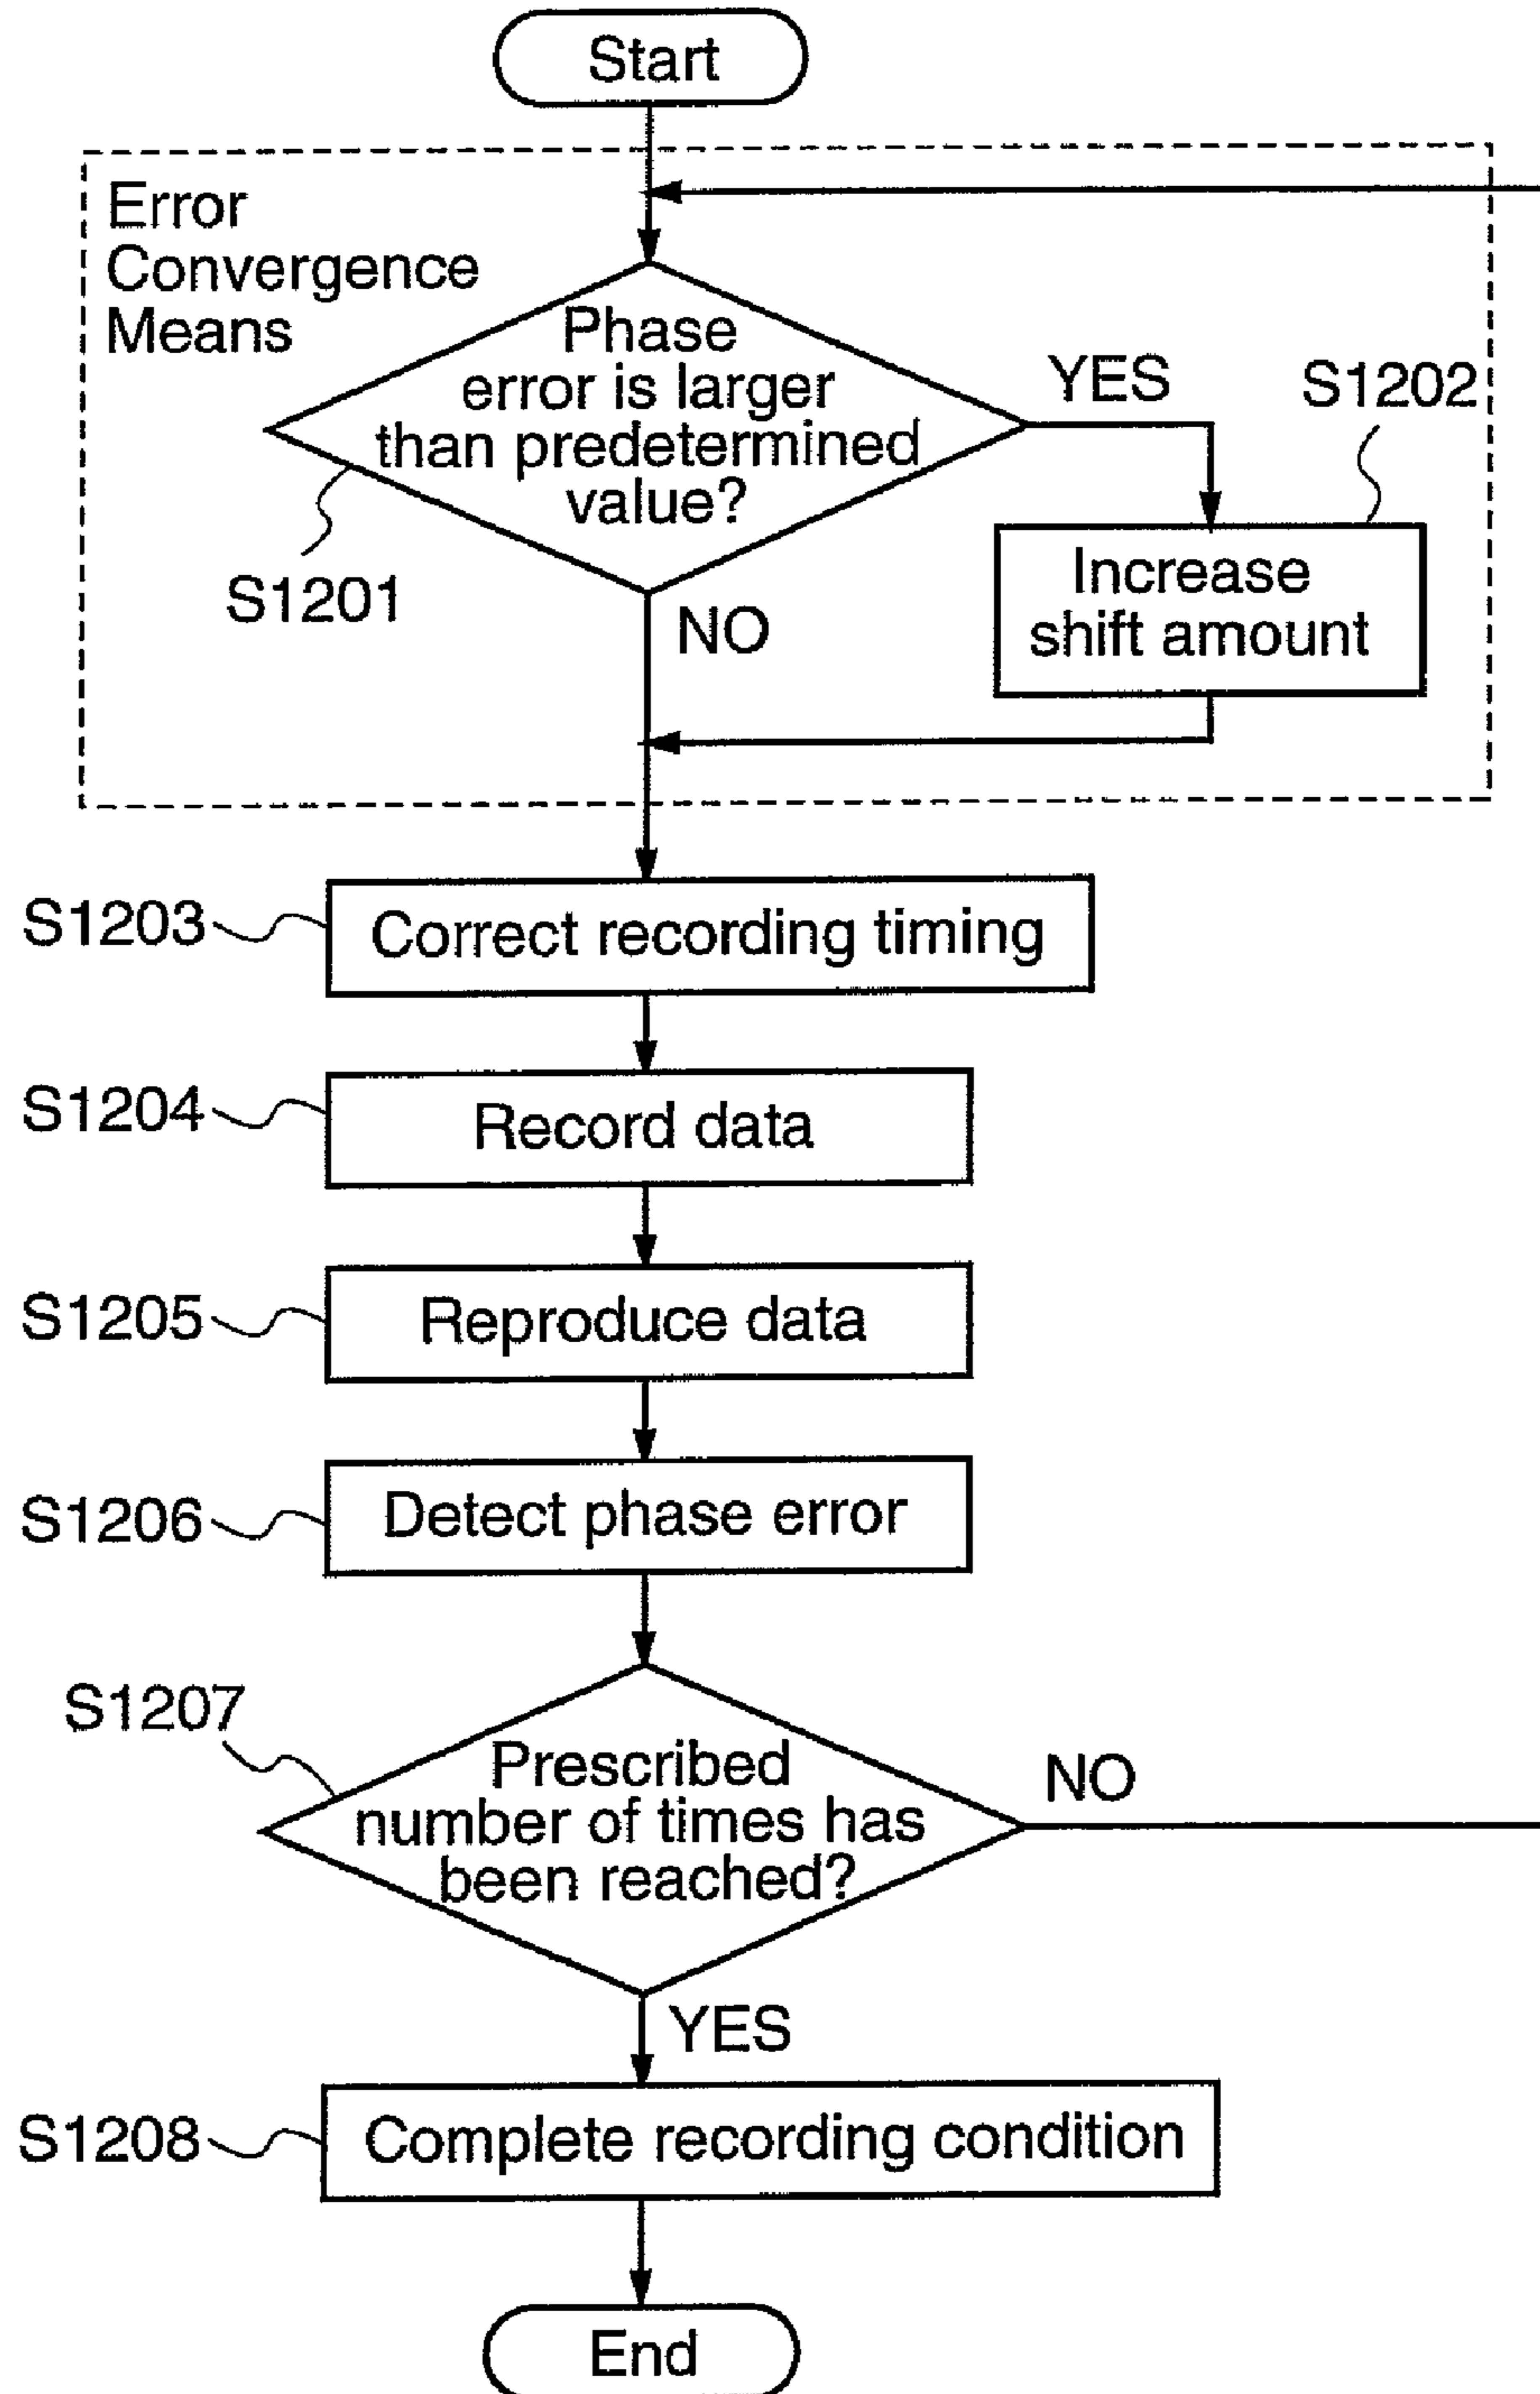 Start
Error
Convergence
Means
Phase
error is larger
than predetermined
value?
YES
S1202
S1201
NO
Increase
shift amount
S1203
Correct recording timing
S1204
Record data
S1205
Reproduce data
S1206
Detect phase error
S1207
Prescribed
number of times has
been reached?
NO
YES
S1208
Complete recording condition
End